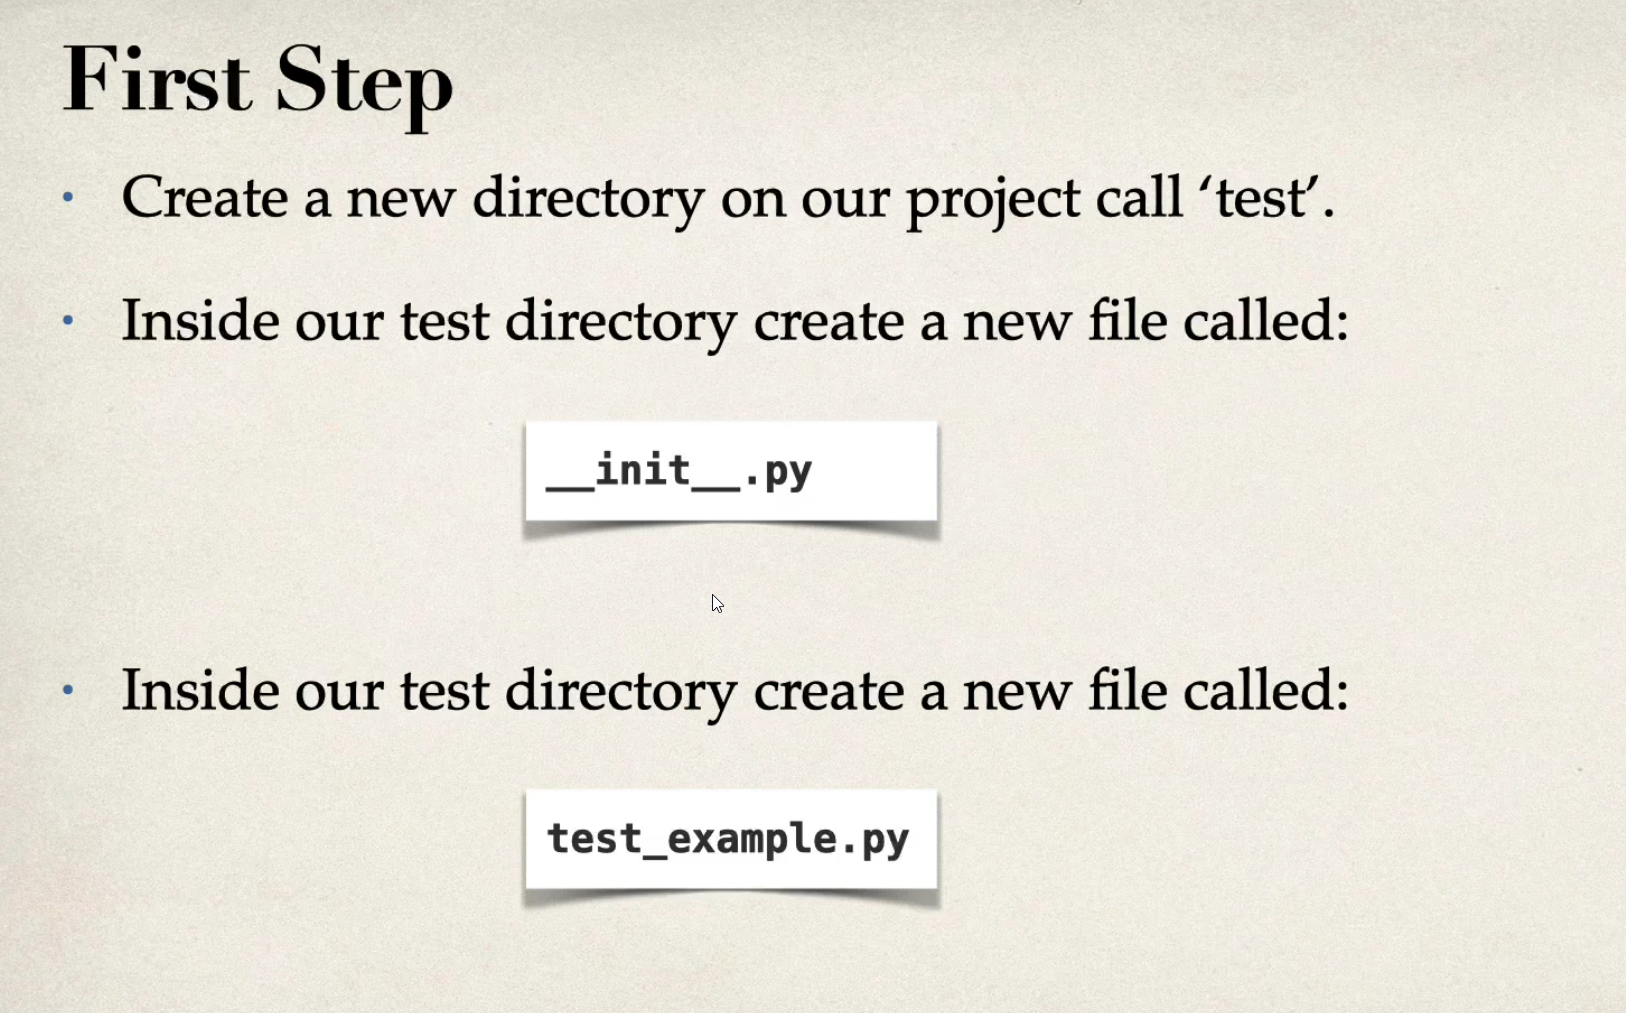 First Step
• Create a new directory on our project call ‘test’.
• Inside our test directory create a new file called:
__init__.py
• Inside our test directory create a new file called:
test_example.py